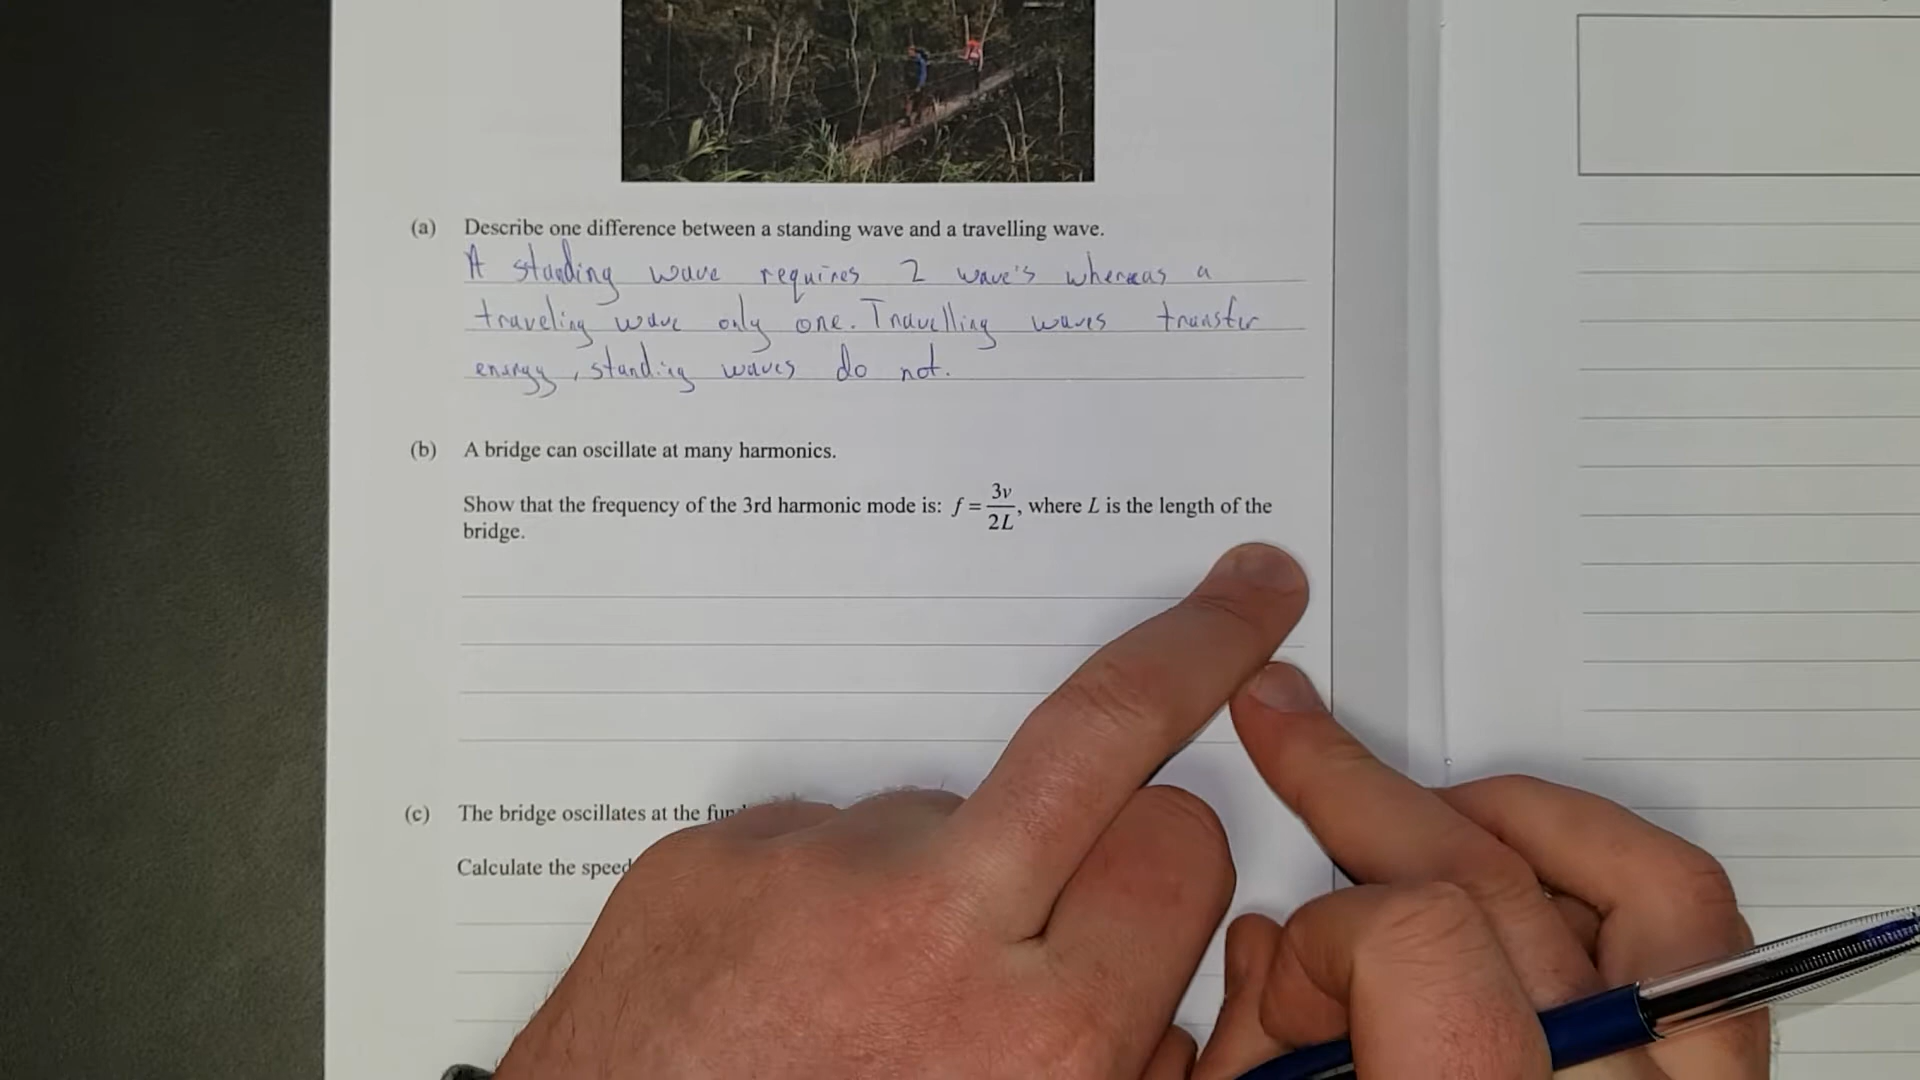 (a) Describe one difference between a standing wave and a travelling wave.
A standing wave requires 2 wave's whereas a
traveling wave only one. Travelling waves transfer
energy, standing waves do not.
(b) A bridge can oscillate at many harmonics.
Show that the frequency of the 3rd harmonic mode is: f = 3v/2L, where L is the length of the
bridge.
(c) The bridge oscillates at the
Calculate the speed